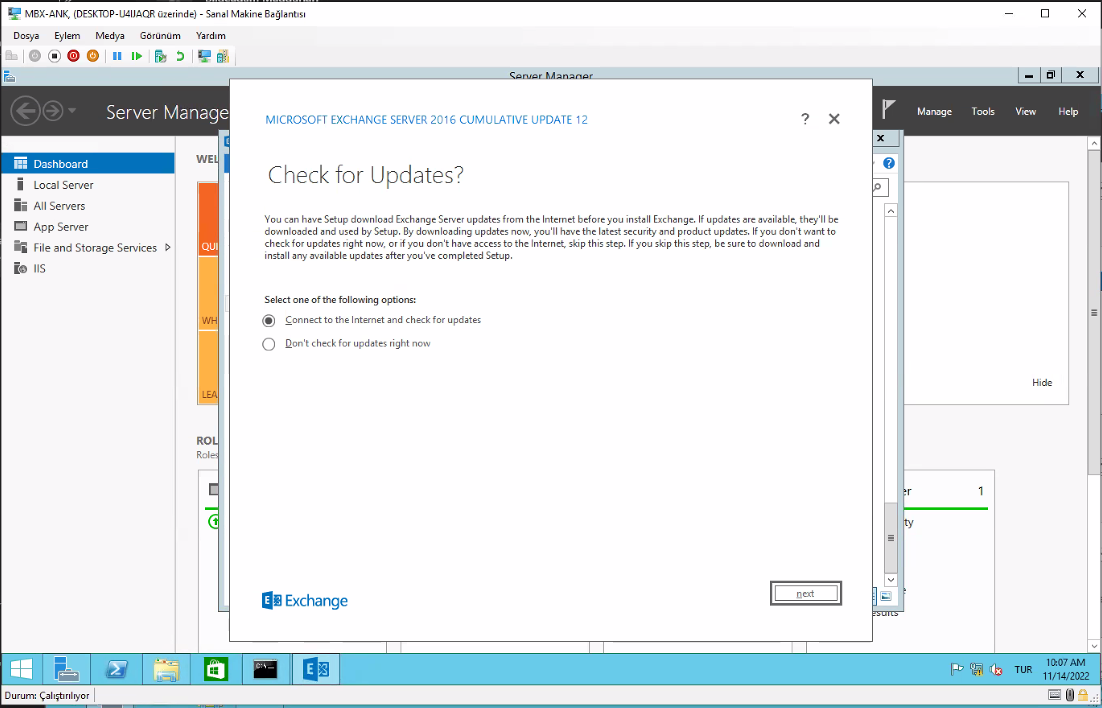 MBX-ANK, (DESKTOP-U4IJAQR üzerinde) - Sanal Makine Bağlantısı
Dosya Eylem Medya Görünüm Yardım
Server Manager
Server Manage
Manage Tools View Help
MICROSOFT EXCHANGE SERVER 2016 CUMULATIVE UPDATE 12
? ✕
Dashboard
Local Server
All Servers
App Server
File and Storage Services
IIS
WEL
QUI
WH
LEA
ROL
Roles
Check for Updates?
You can have Setup download Exchange Server updates from the Internet before you install Exchange. If updates are available, they'll be
downloaded and used by Setup. By downloading updates now, you'll have the latest security and product updates. If you don't want to
check for updates right now, or if you don't have access to the Internet, skip this step. If you skip this step, be sure to download and
install any available updates after you've completed Setup.
Select one of the following options:
Connect to the Internet and check for updates
Don't check for updates right now
Exchange
next
Hide
er 1
ty
e
esults
TUR
10:07 AM
11/14/2022
Durum: Çalıştırılıyor